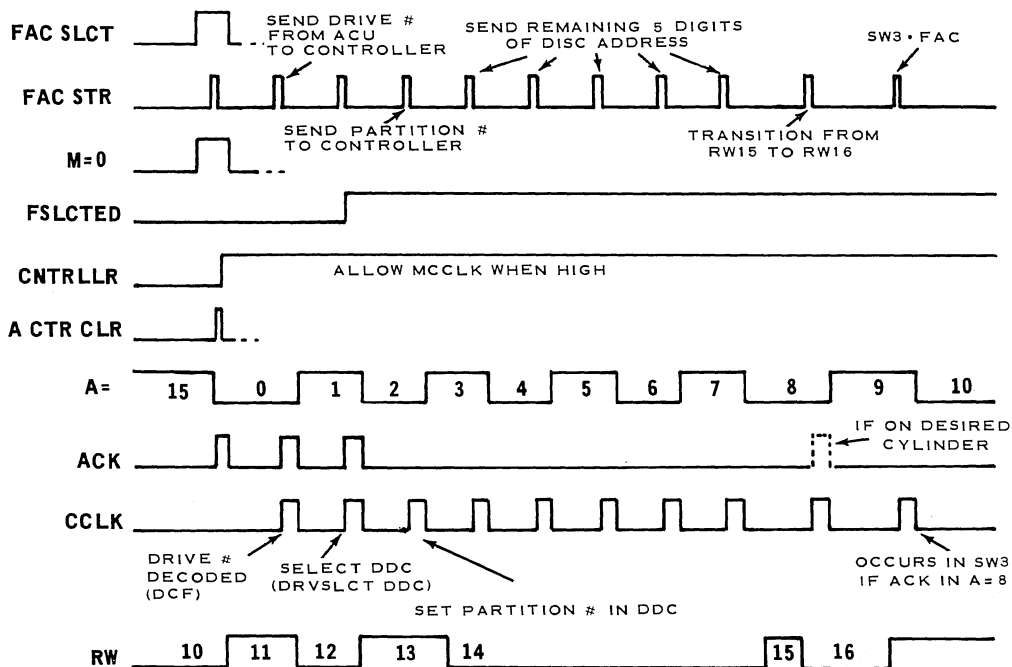 FAC SLCT
SEND DRIVE #
FROM ACU
TO CONTROLLER
SEND REMAINING 5 DIGITS
OF DISC ADDRESS
SW3 • FAC
FAC STR
SEND PARTITION #
TO CONTROLLER
TRANSITION FROM
RW15 TO RW16
M=0
FSLCTED
CNTRLLR
ALLOW MCCLK WHEN HIGH
A CTR CLR
A=
15 0 1 2 3 4 5 6 7 8 9 10
ACK
IF ON DESIRED
CYLINDER
CCLK
DRIVE #
DECODED
(DCF)
SELECT DDC
(DRVSLCT DDC)
SET PARTITION # IN DDC
OCCURS IN SW3
IF ACK IN A=8
RW
10 11 12 13 14 15 16